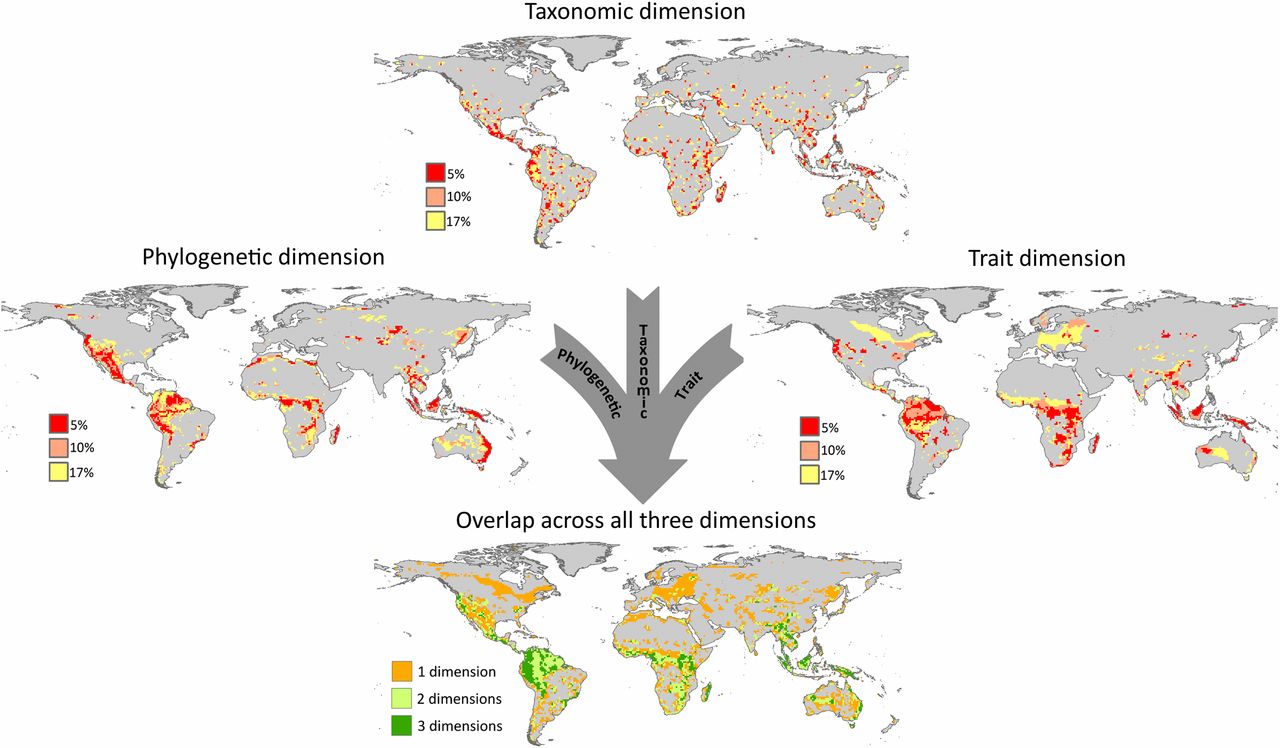 Taxonomic dimension
5%
10%
17%
Phylogenetic dimension
5%
10%
17%
Trait dimension
5%
10%
17%
Phylogenetic
Taxonomic
Trait
Overlap across all three dimensions
1 dimension
2 dimensions
3 dimensions